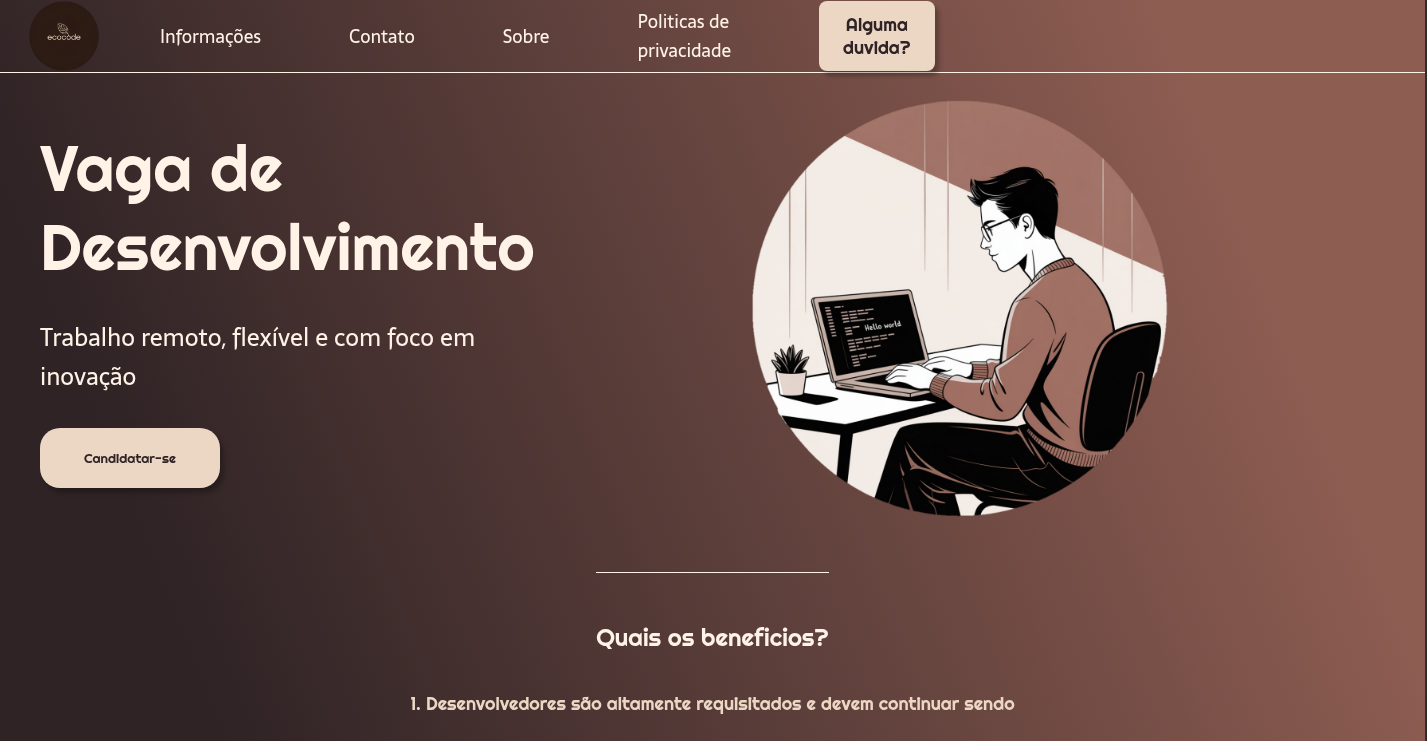 ecocode
Informações
Contato
Sobre
Politicas de
privacidade
Alguma
duvida?
Vaga de
Desenvolvimento
Trabalho remoto, flexível e com foco em
inovação
Candidatar-se
Hello world
Quais os beneficios?
1. Desenvolvedores são altamente requisitados e devem continuar sendo